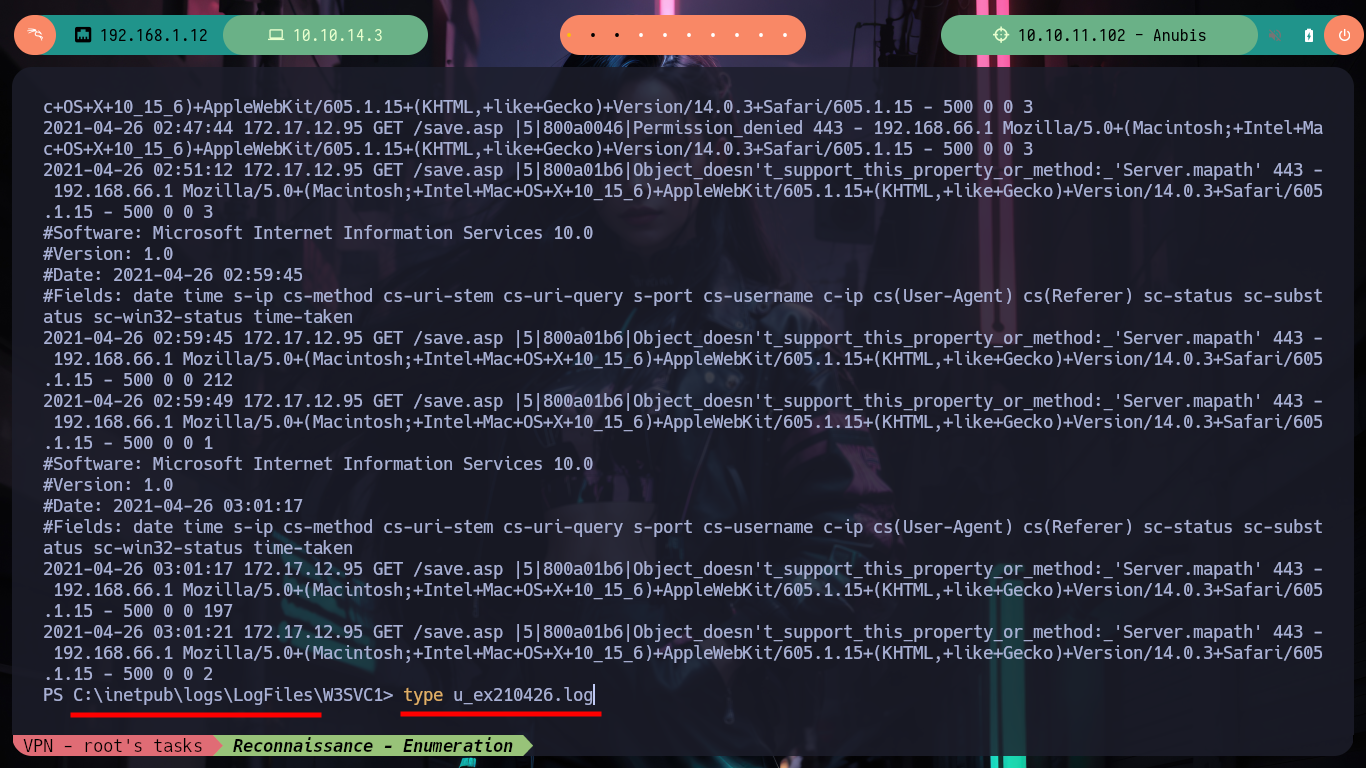 192.168.1.12
10.10.14.3
10.10.11.102 - Anubis
c+OS+X+10_15_6)+AppleWebKit/605.1.15+(KHTML,+like+Gecko)+Version/14.0.3+Safari/605.1.15 - 500 0 0 3
2021-04-26 02:47:44 172.17.12.95 GET /save.asp |5|800a0046|Permission_denied 443 - 192.168.66.1 Mozilla/5.0+(Macintosh;+Intel+Ma
c+OS+X+10_15_6)+AppleWebKit/605.1.15+(KHTML,+like+Gecko)+Version/14.0.3+Safari/605.1.15 - 500 0 0 3
2021-04-26 02:51:12 172.17.12.95 GET /save.asp |5|800a01b6|Object_doesn't_support_this_property_or_method:_'Server.mapath' 443 -
192.168.66.1 Mozilla/5.0+(Macintosh;+Intel+Mac+OS+X+10_15_6)+AppleWebKit/605.1.15+(KHTML,+like+Gecko)+Version/14.0.3+Safari/605
.1.15 - 500 0 0 3
#Software: Microsoft Internet Information Services 10.0
#Version: 1.0
#Date: 2021-04-26 02:59:45
#Fields: date time s-ip cs-method cs-uri-stem cs-uri-query s-port cs-username c-ip cs(User-Agent) cs(Referer) sc-status sc-subst
atus sc-win32-status time-taken
2021-04-26 02:59:45 172.17.12.95 GET /save.asp |5|800a01b6|Object_doesn't_support_this_property_or_method:_'Server.mapath' 443 -
192.168.66.1 Mozilla/5.0+(Macintosh;+Intel+Mac+OS+X+10_15_6)+AppleWebKit/605.1.15+(KHTML,+like+Gecko)+Version/14.0.3+Safari/605
.1.15 - 500 0 0 212
2021-04-26 02:59:49 172.17.12.95 GET /save.asp |5|800a01b6|Object_doesn't_support_this_property_or_method:_'Server.mapath' 443 -
192.168.66.1 Mozilla/5.0+(Macintosh;+Intel+Mac+OS+X+10_15_6)+AppleWebKit/605.1.15+(KHTML,+like+Gecko)+Version/14.0.3+Safari/605
.1.15 - 500 0 0 1
#Software: Microsoft Internet Information Services 10.0
#Version: 1.0
#Date: 2021-04-26 03:01:17
#Fields: date time s-ip cs-method cs-uri-stem cs-uri-query s-port cs-username c-ip cs(User-Agent) cs(Referer) sc-status sc-subst
atus sc-win32-status time-taken
2021-04-26 03:01:17 172.17.12.95 GET /save.asp |5|800a01b6|Object_doesn't_support_this_property_or_method:_'Server.mapath' 443 -
192.168.66.1 Mozilla/5.0+(Macintosh;+Intel+Mac+OS+X+10_15_6)+AppleWebKit/605.1.15+(KHTML,+like+Gecko)+Version/14.0.3+Safari/605
.1.15 - 500 0 0 197
2021-04-26 03:01:21 172.17.12.95 GET /save.asp |5|800a01b6|Object_doesn't_support_this_property_or_method:_'Server.mapath' 443 -
192.168.66.1 Mozilla/5.0+(Macintosh;+Intel+Mac+OS+X+10_15_6)+AppleWebKit/605.1.15+(KHTML,+like+Gecko)+Version/14.0.3+Safari/605
.1.15 - 500 0 0 2
PS C:\inetpub\logs\LogFiles\W3SVC1> type u_ex210426.log
VPN - root's tasks
Reconnaissance - Enumeration